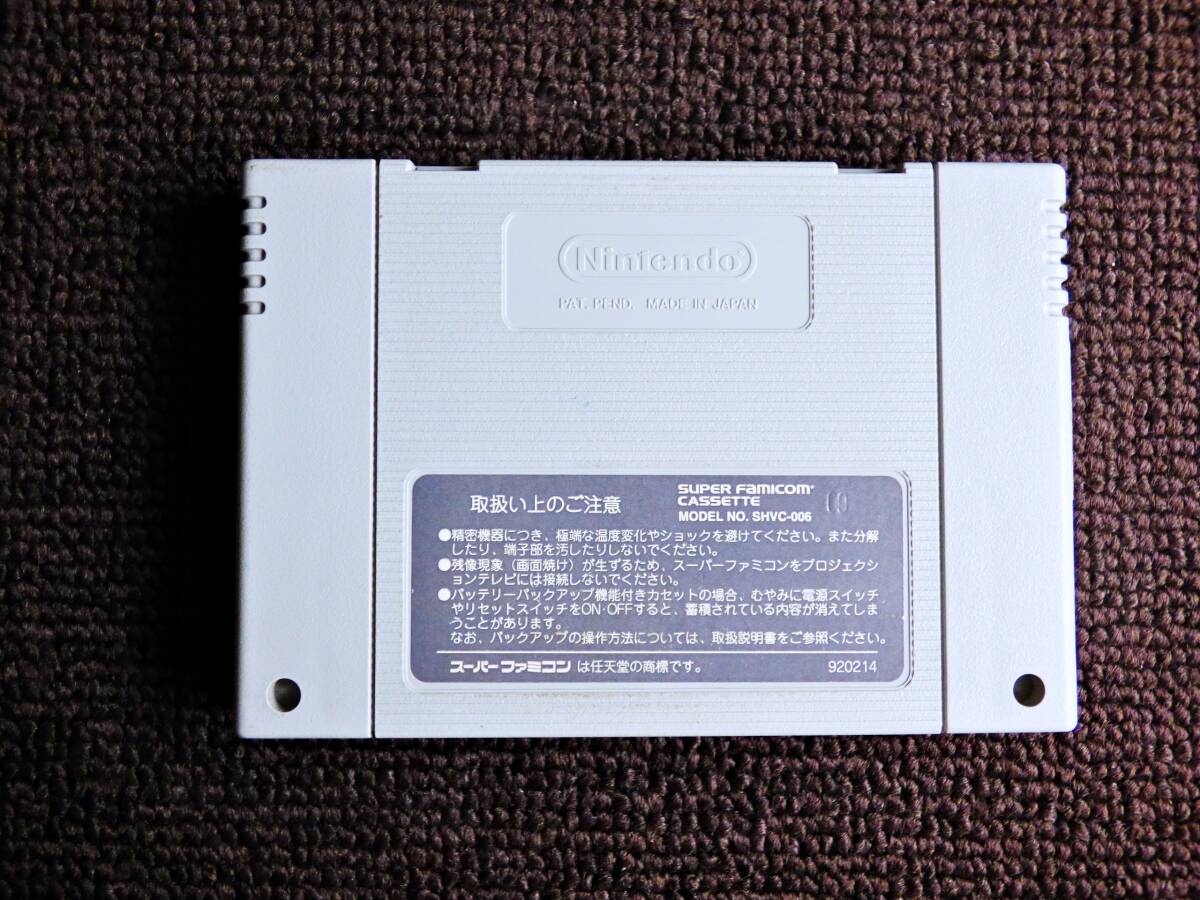 Nintendo®
PAT. PEND. MADE IN JAPAN
取扱い上のご注意
SUPER FAMICOM®
CASSETTE
MODEL NO. SHVC-006
●精密機器につき、極端な温度変化やショックを避けてください。また分解
したり、端子部を汚したりしないでください。
●残像現象（画面焼け）が生ずるため、スーパーファミコンをプロジェクシ
ョンテレビには接続しないでください。
●バッテリーバックアップ機能付きカセットの場合、むやみに電源スイッチ
やリセットスイッチをON・OFFすると、蓄積されている内容が消えてしま
うことがあります。
なお、バックアップの操作方法については、取扱説明書をご参照ください。
スーパーファミコン は任天堂の商標です。
920214